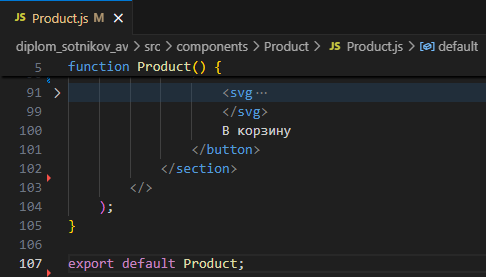 JS Product.js M ×
diplom_sotnikov_av > src > components > Product > JS Product.js > default
5 function Product() {
91 > <svg ...
99 </svg>
100 В корзину
101 </button>
102 </section>
103 </>
104 );
105 }
106
107 export default Product;